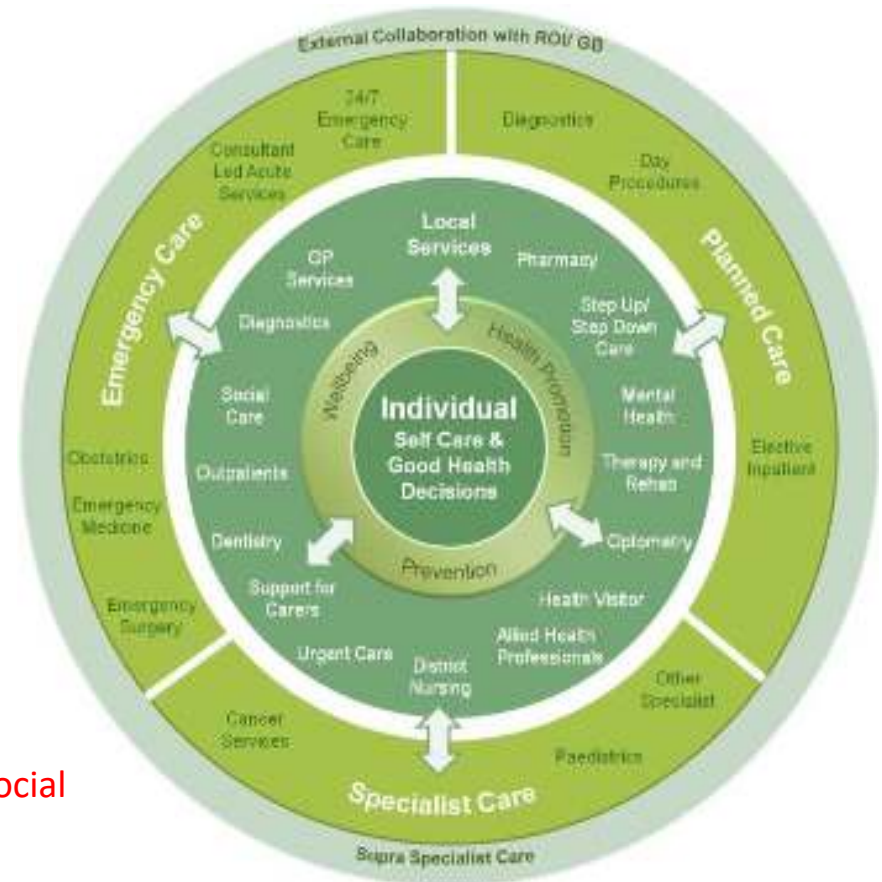 External Collaboration with ROI/ GB
24/7
Emergency
Care
Consultant
Led Acute
Services
Emergency Care
Obstetrics
Emergency
Medicine
Emergency
Surgery
Diagnostics
Day
Procedures
Planned Care
Elective
Inpatient
Cancer
Services
Specialist Care
Paediatrics
Other
Specialist
Supra Specialist Care
Local
Services
GP
Services
Diagnostics
Social
Care
Outpatients
Dentistry
Support for
Carers
Urgent Care
District
Nursing
Allied Health
Professionals
Health Visitor
Optometry
Therapy and
Rehab
Mental
Health
Step Up/
Step Down
Care
Pharmacy
Wellbeing
Health Promotion
Prevention
Individual
Self Care &
Good Health
Decisions
ocial